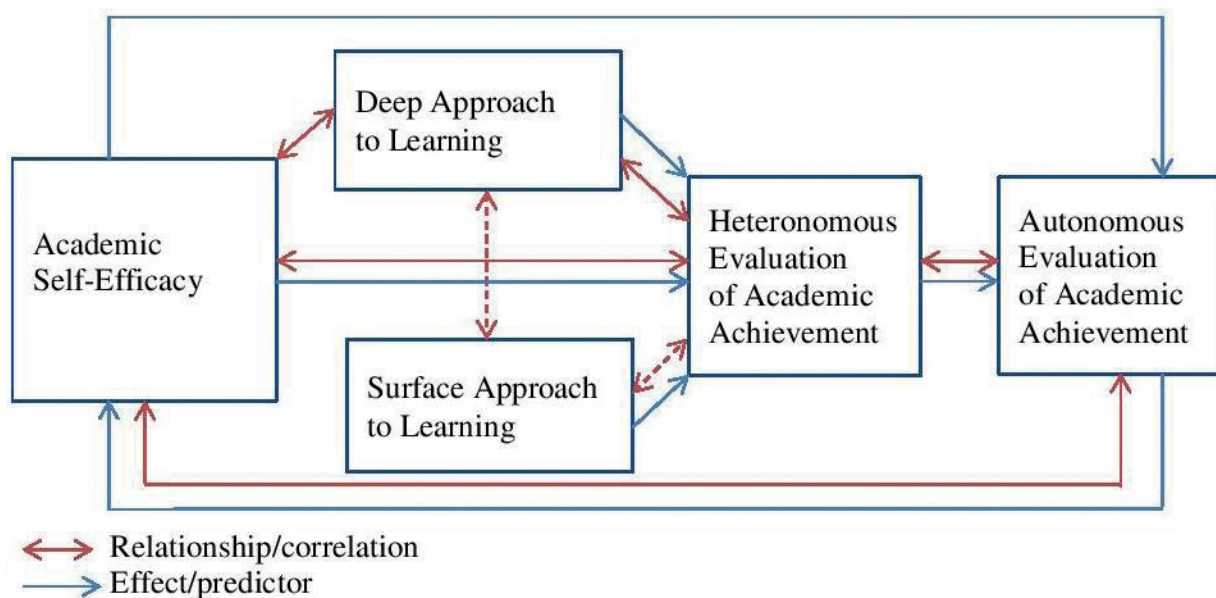 Deep Approach
to Learning
Academic
Self-Efficacy
Heteronomous
Evaluation
of Academic
Achievement
Autonomous
Evaluation
of Academic
Achievement
Surface Approach
to Learning
Relationship/correlation
Effect/predictor